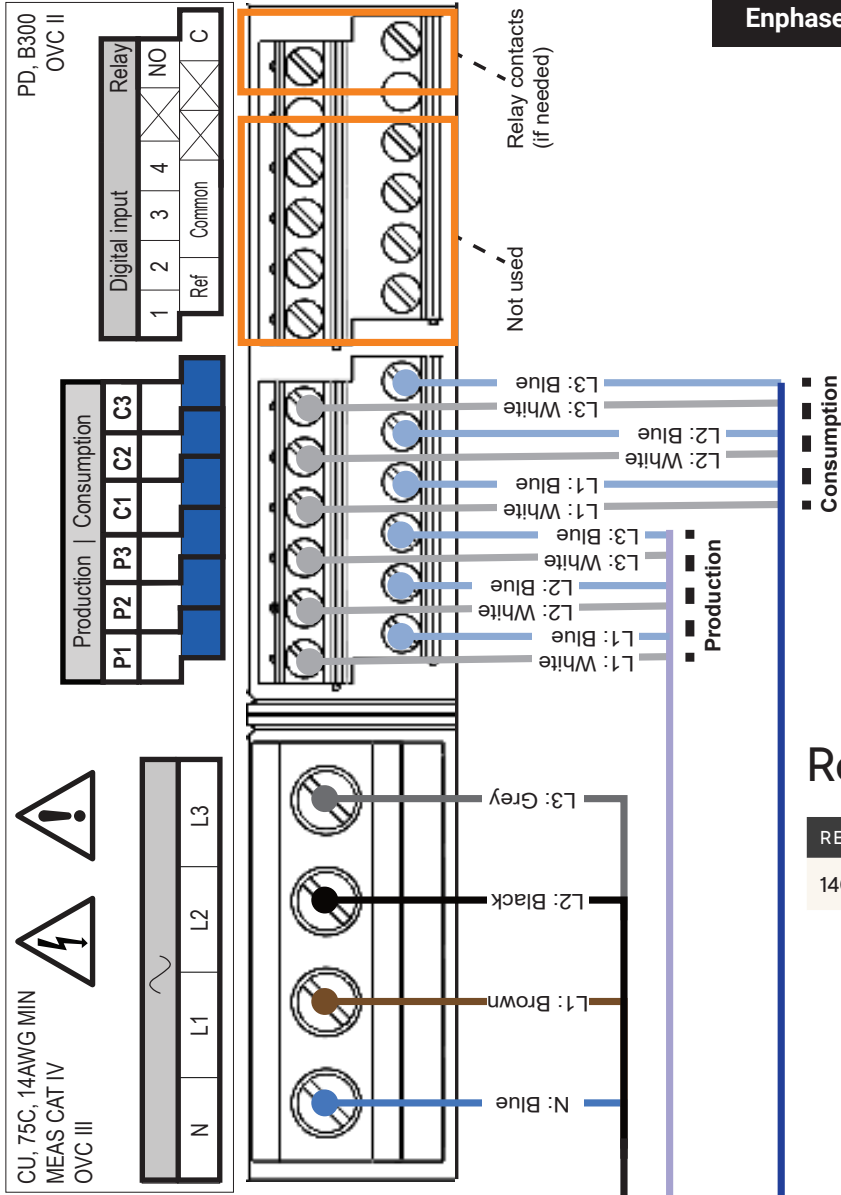 Enphase
PD, B300
OVC II
Digital input
Relay
1
2
3
4
NO
Ref
Common
C
Production | Consumption
P1
P2
P3
C1
C2
C3
CU, 75C, 14AWG MIN
MEAS CAT IV
OVC III
N
L1
L2
L3
Relay contacts
(if needed)
Not used
L3: Blue
L3: White
L2: Blue
L2: White
L1: Blue
L1: White
L3: Blue
L3: White
L2: Blue
L2: White
L1: Blue
L1: White
Consumption
Production
L3: Grey
L2: Black
L1: Brown
N: Blue